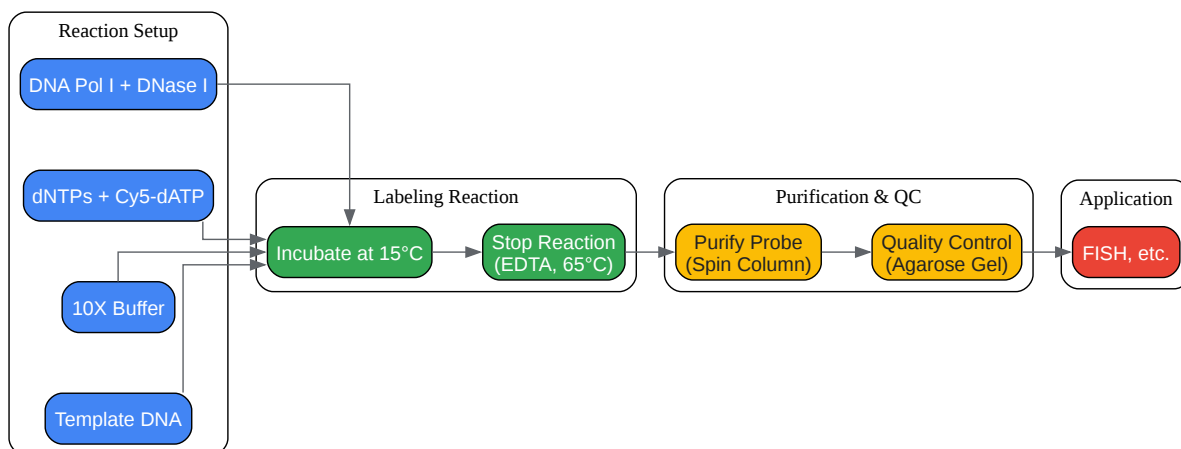 Reaction Setup
DNA Pol I + DNase I
dNTPs + Cy5-dATP
10X Buffer
Template DNA
Labeling Reaction
Incubate at 15°C
Stop Reaction
(EDTA, 65°C)
Purification & QC
Purify Probe
(Spin Column)
Quality Control
(Agarose Gel)
Application
FISH, etc.